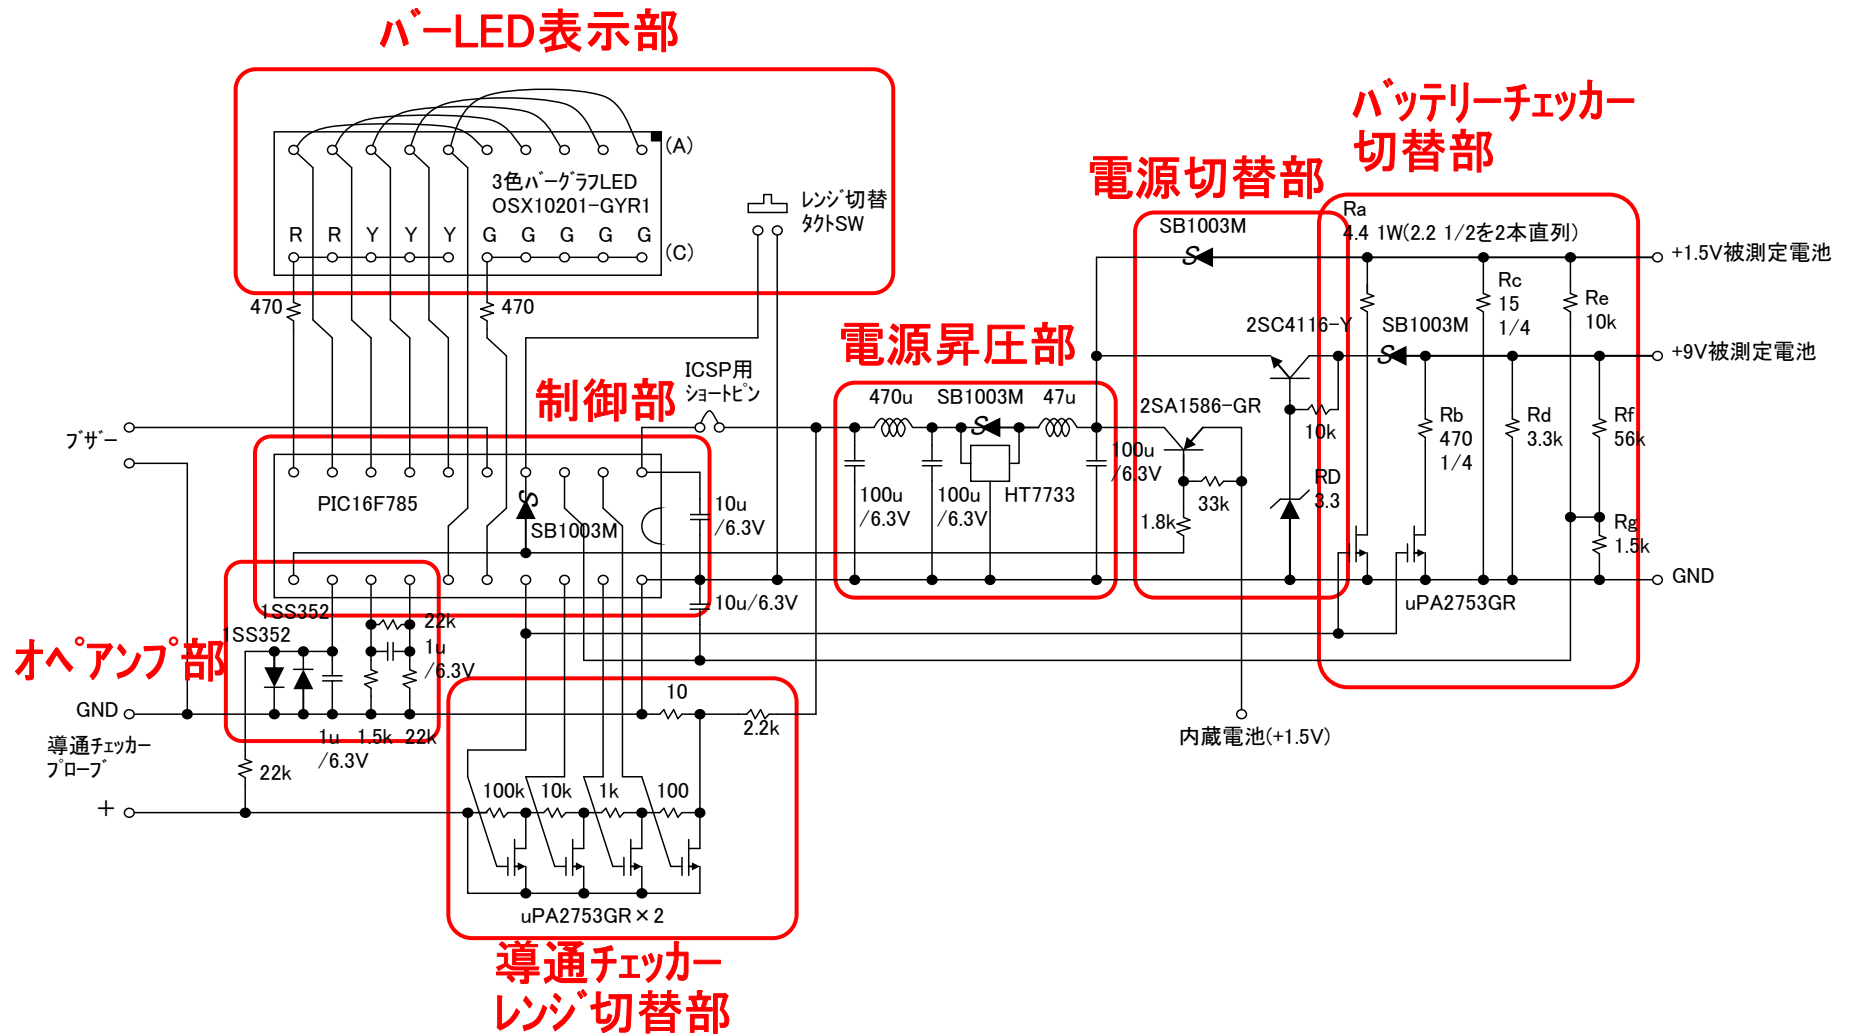 バーLED表示部
(A)
3色バーグラフLED
OSX10201-GYR1
R R Y Y Y G G G G G
(C)
レンジ切替
タクトSW
470
470
バッテリーチェッカー
切替部
電源切替部
SB1003M
Ra
4.4 1W(2.2 1/2を2本直列)
+1.5V被測定電池
Rc
15
1/4
Re
10k
2SC4116-Y
SB1003M
+9V被測定電池
電源昇圧部
ICSP用
ショートピン
制御部
470u
SB1003M
47u
2SA1586-GR
10k
Rb
470
1/4
Rd
3.3k
Rf
56k
ブザー
100u
/6.3V
PIC16F785
SB1003M
10u
/6.3V
100u
/6.3V
100u
/6.3V
HT7733
1.8k
33k
RD
3.3
Rg
1.5k
GND
10u/6.3V
uPA2753GR
オペアンプ部
1SS352
1SS352
22k
1u
/6.3V
GND
1u
/6.3V
1.5k
22k
導通チェッカー
プローブ
22k
+
10
2.2k
内蔵電池(+1.5V)
100k
10k
1k
100
uPA2753GR×2
導通チェッカー
レンジ切替部